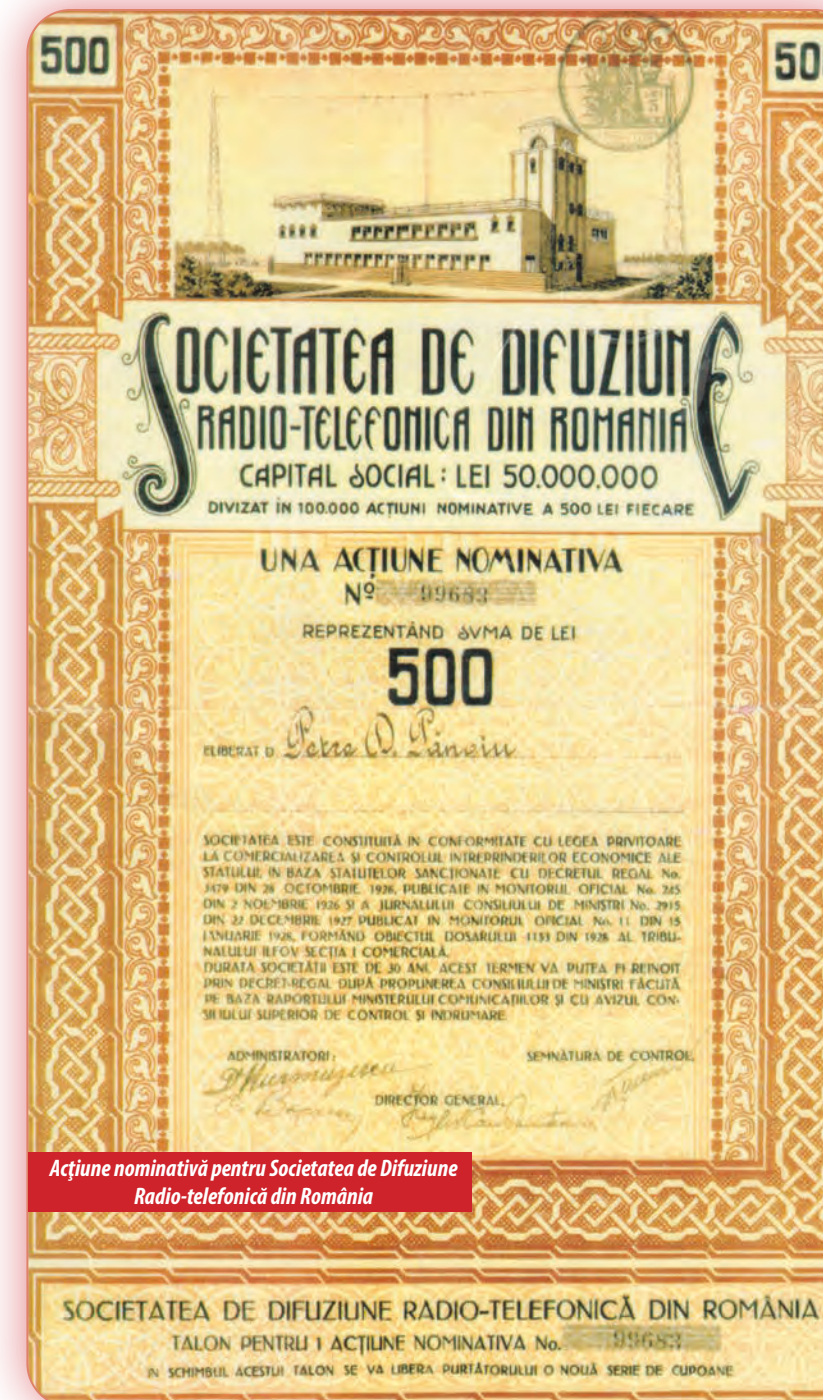 500
50
SOCIETATEA DE DIFUZIUNE
RADIO-TELEFONICA DIN ROMANIA
CAPITAL SOCIAL: LEI 50.000.000
DIVIZAT ÎN 100.000 ACȚIUNI NOMINATIVE A 500 LEI FIECARE
UNA ACȚIUNE NOMINATIVA
Nº 99683
REPREZENTÂND SVMA DE LEI
500
ELIBERAT D Petre D.
SOCIETATEA ESTE CONSTITUITĂ IN CONFORMITATE CU LEGEA PRIVITOARE
LA COMERCIALIZAREA ȘI CONTROLUL INTREPRINDERILOR ECONOMICE ALE
STATULUI, IN BAZA STATUTELOR SANCȚIONATE CU DECRETUL REGAL No.
3479 DIN 26 OCTOMBRIE 1926, PUBLICATE IN MONITORUL OFICIAL No. 245
DIN 2 NOEMBRIE 1926 ȘI A JURNALULUI CONSILIULUI DE MINIȘTRI No. 2915
DIN 22 DECEMBRIE 1927 PUBLICAT IN MONITORUL OFICIAL No. 11 DIN 15
IANUARIE 1928, FORMÂND OBIECTUL DOSARULUI 1153 DIN 1928 AL TRIBU-
NALULUI ILFOV SECȚIA I COMERCIALĂ.
DURATA SOCIETĂȚII ESTE DE 30 ANI. ACEST TERMEN VA PUTEA FI REINOIT
PRIN DECRET-REGAL DUPĂ PROPUNEREA CONSILIULUI DE MINIȘTRI FĂCUTĂ
PE BAZA RAPORTULUI MINISTERULUI COMUNICAȚIILOR ȘI CU AVIZUL CON-
SILIULUI SUPERIOR DE CONTROL ȘI INDRUMARE
ADMINISTRATORI:
SEMNĂTURA DE CONTROL
DHurmuzescu
DIRECTOR GENERAL,
Acțiune nominativă pentru Societatea de Difuziune
Radio-telefonică din România
SOCIETATEA DE DIFUZIUNE RADIO-TELEFONICĂ DIN ROMÂNIA
TALON PENTRU 1 ACȚIUNE NOMINATIVA No. 99683
IN SCHIMBUL ACESTUI TALON SE VA LIBERA PURTĂTORULUI O NOUĂ SERIE DE CUPOANE